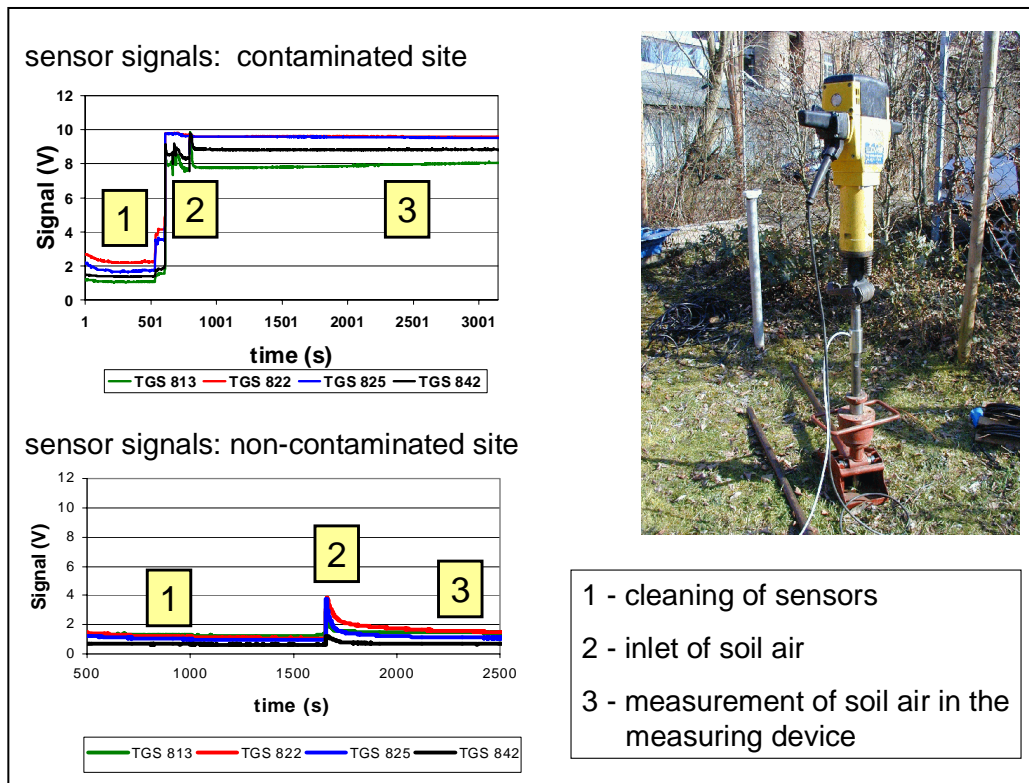 sensor signals:  contaminated site
12
10
8
6
4
2
0
Signal (V)
1
2
3
1 501 1001 1501 2001 2501 3001
time (s)
TGS 813 TGS 822 TGS 825 TGS 842
sensor signals: non-contaminated site
12
10
8
6
4
2
0
Signal (V)
1
2
3
500 1000 1500 2000 2500
time (s)
TGS 813 TGS 822 TGS 825 TGS 842
1 - cleaning of sensors
2 - inlet of soil air
3 - measurement of soil air in the
measuring device